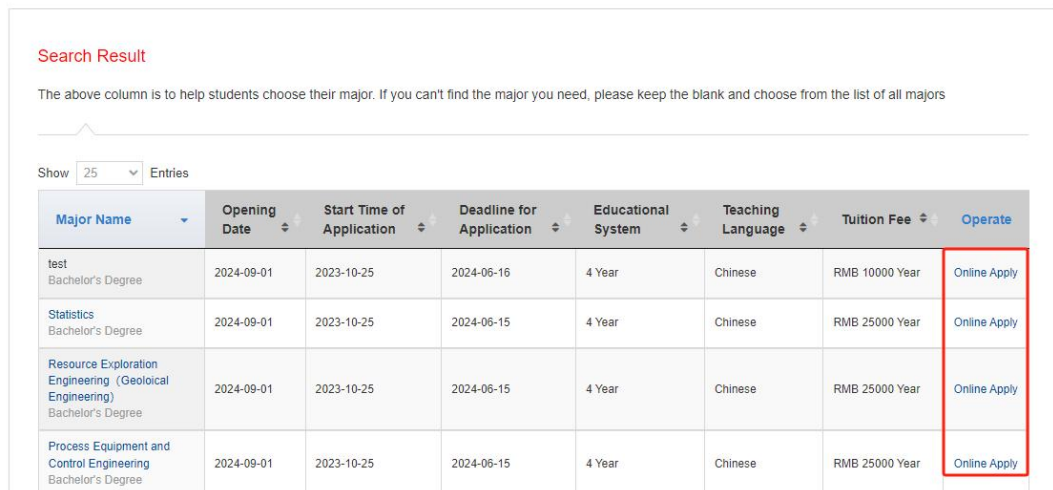 Search Result
The above column is to help students choose their major. If you can't find the major you need, please keep the blank and choose from the list of all majors
Show 25 Entries
Major Name Opening Date Start Time of Application Deadline for Application Educational System Teaching Language Tuition Fee Operate
test
Bachelor's Degree
2024-09-01 2023-10-25 2024-06-16 4 Year Chinese RMB 10000 Year Online Apply
Statistics
Bachelor's Degree
2024-09-01 2023-10-25 2024-06-15 4 Year Chinese RMB 25000 Year Online Apply
Resource Exploration
Engineering（Geoloical
Engineering）
Bachelor's Degree
2024-09-01 2023-10-25 2024-06-15 4 Year Chinese RMB 25000 Year Online Apply
Process Equipment and
Control Engineering
Bachelor's Degree
2024-09-01 2023-10-25 2024-06-15 4 Year Chinese RMB 25000 Year Online Apply